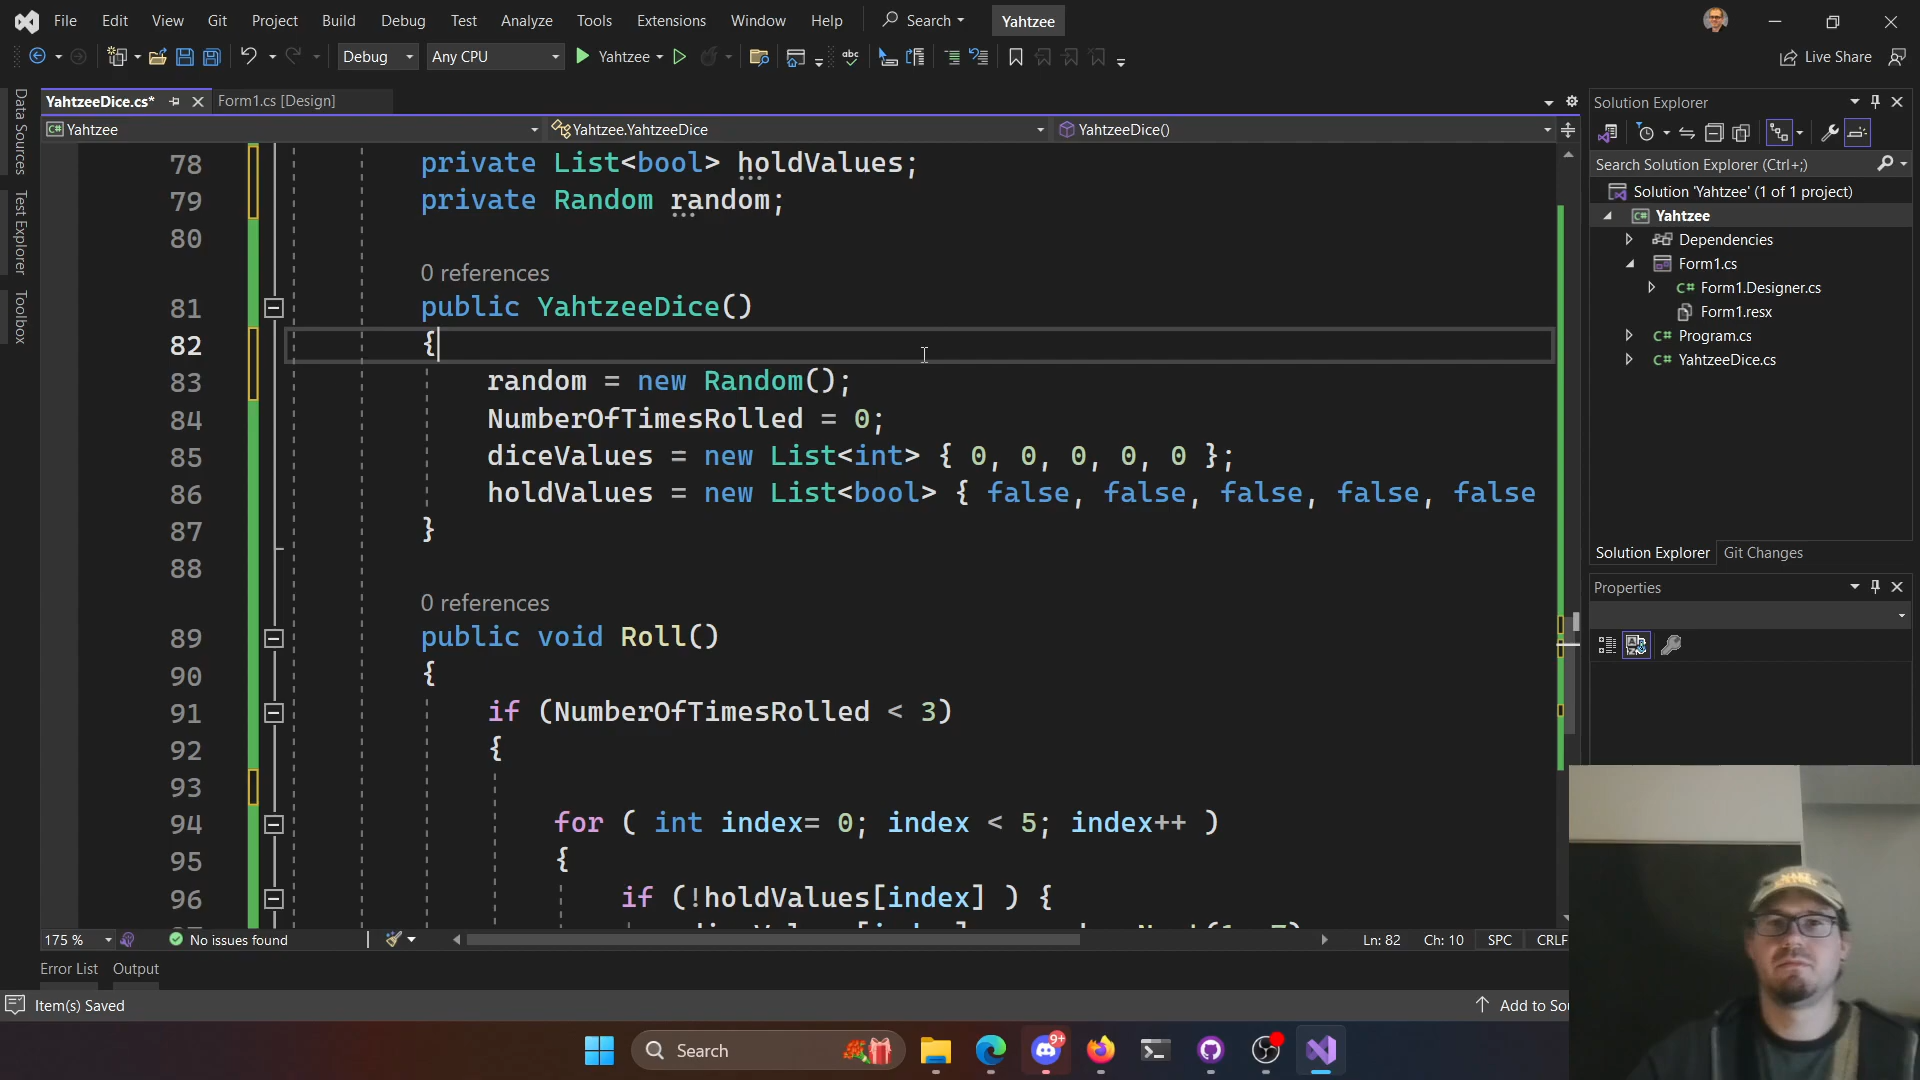 File Edit View Git Project Build Debug Test Analyze Tools Extensions Window Help Search Yahtzee
Debug Any CPU Yahtzee Live Share
YahtzeeDice.cs* Form1.cs [Design]
Yahtzee Yahtzee.YahtzeeDice YahtzeeDice()
Data Sources
Test Explorer
Toolbox
78 private List<bool> holdValues;
79 private Random random;
80
0 references
81 public YahtzeeDice()
82 {
83 random = new Random();
84 NumberOfTimesRolled = 0;
85 diceValues = new List<int> { 0, 0, 0, 0, 0 };
86 holdValues = new List<bool> { false, false, false, false, false
87 }
88
0 references
89 public void Roll()
90 {
91 if (NumberOfTimesRolled < 3)
92 {
93
94 for ( int index= 0; index < 5; index++ )
95 {
96 if (!holdValues[index] ) {
175 % No issues found Ln: 82 Ch: 10 SPC CRLF
Error List Output
Item(s) Saved Add to Sou
Solution Explorer
Search Solution Explorer (Ctrl+;)
Solution 'Yahtzee' (1 of 1 project)
Yahtzee
Dependencies
Form1.cs
Form1.Designer.cs
Form1.resx
Program.cs
YahtzeeDice.cs
Solution Explorer Git Changes
Properties
Search
9+